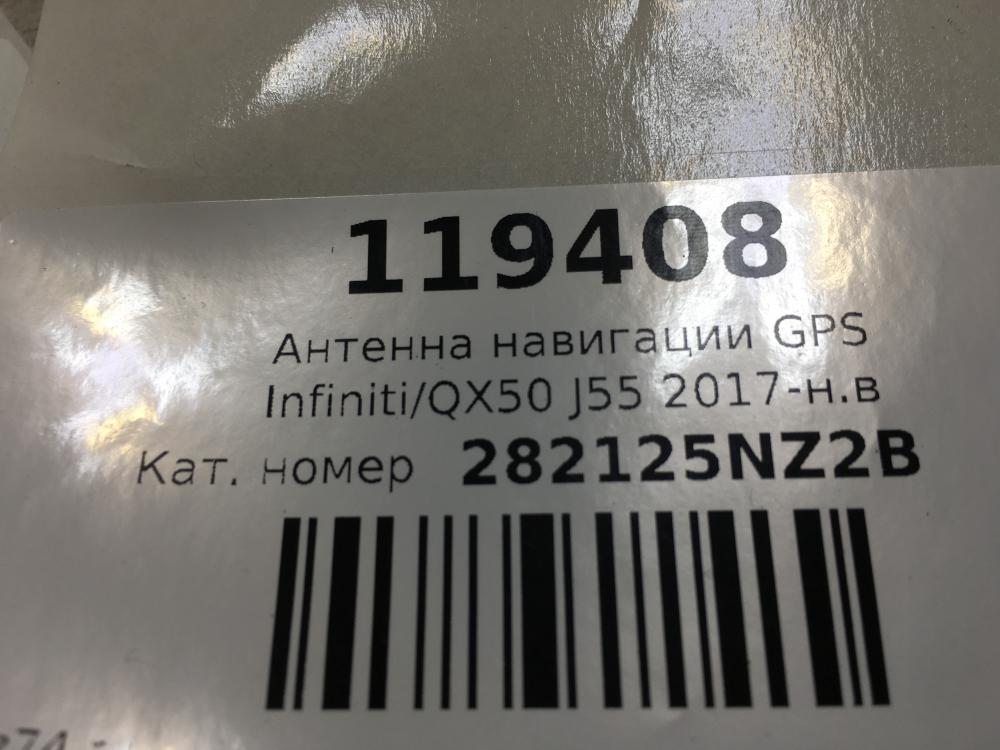 119408
Антенна навигации GPS
Infiniti/QX50 J55 2017-н.в
Кат. номер 282125NZ2B